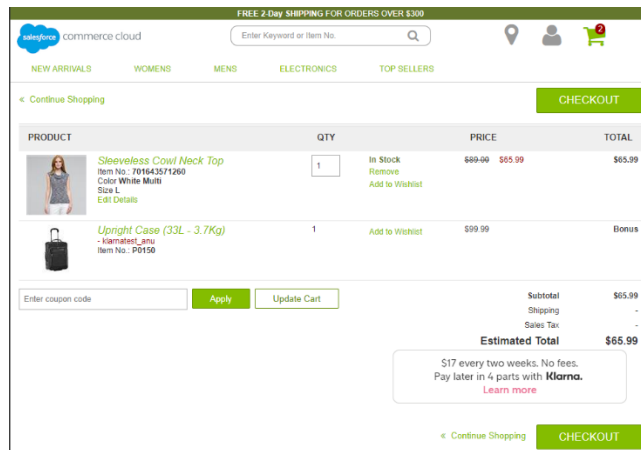 FREE 2-Day SHIPPING FOR ORDERS OVER $300
salesforce commerce cloud
Enter Keyword or Item No.
2
NEW ARRIVALS WOMENS MENS ELECTRONICS TOP SELLERS
« Continue Shopping
CHECKOUT
PRODUCT QTY PRICE TOTAL
Sleeveless Cowl Neck Top 1 In Stock $89.00 $65.99 $65.99
Item No.: 701643571260 Remove
Color White Multi Add to Wishlist
Size L
Edit Details
Upright Case (33L - 3.7Kg) 1 Add to Wishlist $99.99 Bonus
- klarnatest_anu
Item No.: P0150
Enter coupon code Apply Update Cart
Subtotal $65.99
Shipping -
Sales Tax -
Estimated Total $65.99
$17 every two weeks. No fees.
Pay later in 4 parts with Klarna.
Learn more
« Continue Shopping CHECKOUT